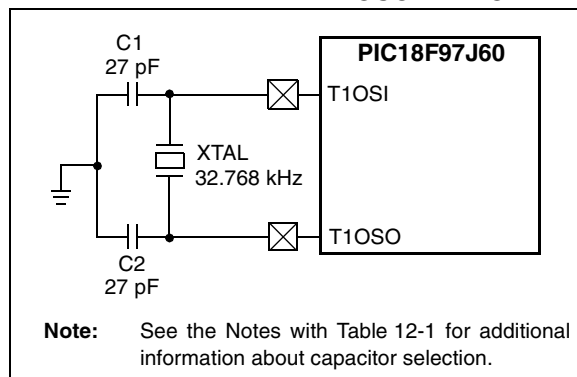 C1
27 pF
PIC18F97J60
T1OSI
XTAL
32.768 kHz
T1OSO
C2
27 pF
Note: See the Notes with Table 12-1 for additional
information about capacitor selection.